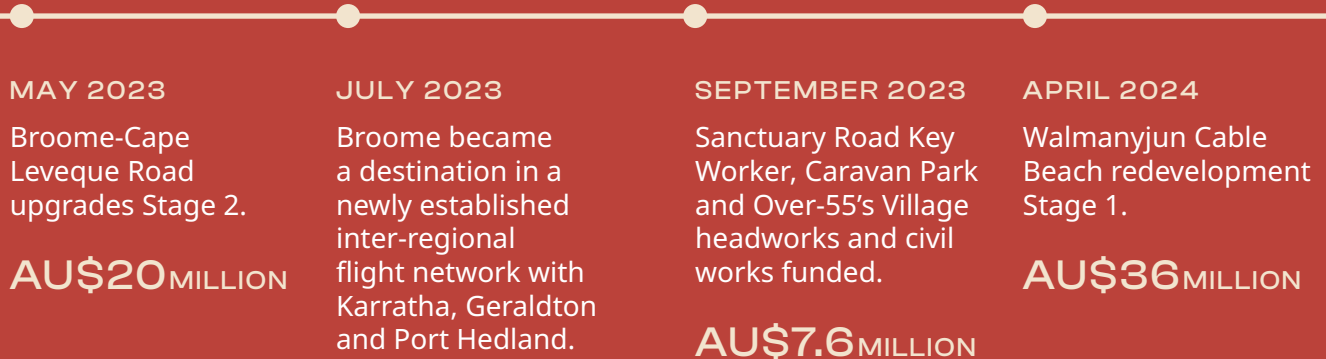 MAY 2023
Broome-Cape
Leveque Road
upgrades Stage 2.
AU$20MILLION
JULY 2023
Broome became
a destination in a
newly established
inter-regional
flight network with
Karratha, Geraldton
and Port Hedland.
SEPTEMBER 2023
Sanctuary Road Key
Worker, Caravan Park
and Over-55’s Village
headworks and civil
works funded.
AU$7.6MILLION
APRIL 2024
Walmanyjun Cable
Beach redevelopment
Stage 1.
AU$36MILLION